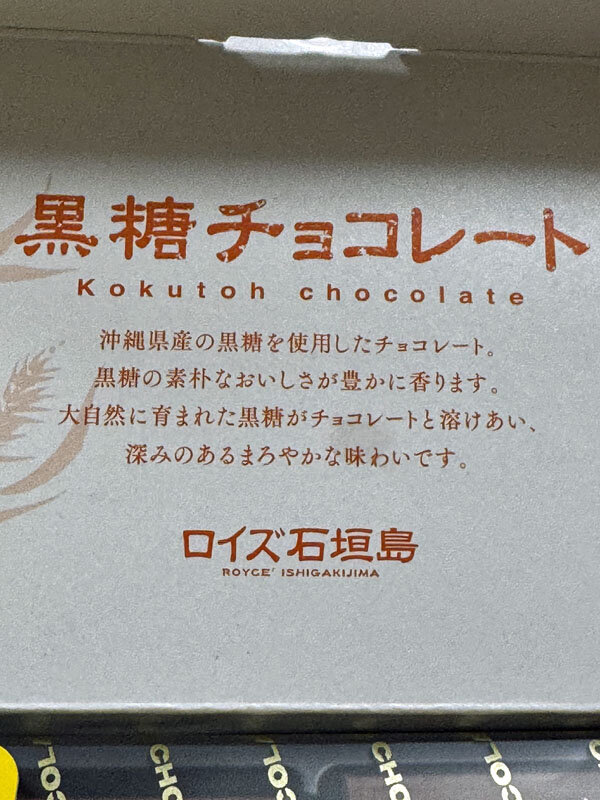 黒糖チョコレート
Kokutoh chocolate
沖縄県産の黒糖を使用したチョコレート。
黒糖の素朴なおいしさが豊かに香ります。
大自然に育まれた黒糖がチョコレートと溶けあい、
深みのあるまろやかな味わいです。
ロイズ石垣島
ROYCE' ISHIGAKIJIMA